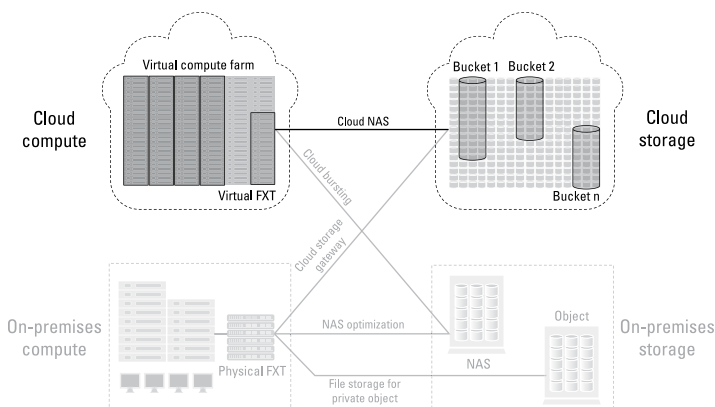 Virtual compute farm
Bucket 1
Bucket 2
Cloud
compute
Cloud NAS
Cloud
storage
Virtual FXT
Bucket n
Cloud bursting
Cloud storage
gateway
On-premises
compute
NAS optimization
Object
On-premises
storage
Physical FXT
NAS
File storage for
private object